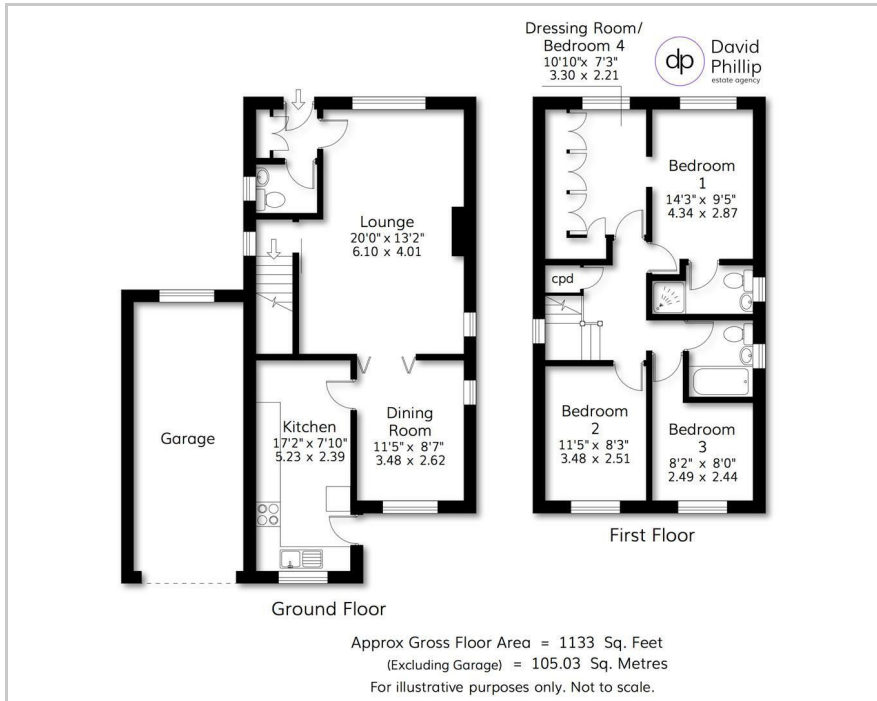 Dressing Room/
Bedroom 4
10'10"x 7'3"
3.30 x 2.21
dp
David
Phillip
estate agency
Bedroom
1
14'3" x 9'5"
4.34 x 2.87
Lounge
20'0" x 13'2"
6.10 x 4.01
cpd
Garage
Kitchen
17'2" x 7'10"
5.23 x 2.39
Dining
Room
11'5" x 8'7"
3.48 x 2.62
Bedroom
2
11'5" x 8'3"
3.48 x 2.51
Bedroom
3
8'2" x 8'0"
2.49 x 2.44
First Floor
Ground Floor
Approx Gross Floor Area = 1133 Sq. Feet
(Excluding Garage) = 105.03 Sq. Metres
For illustrative purposes only. Not to scale.